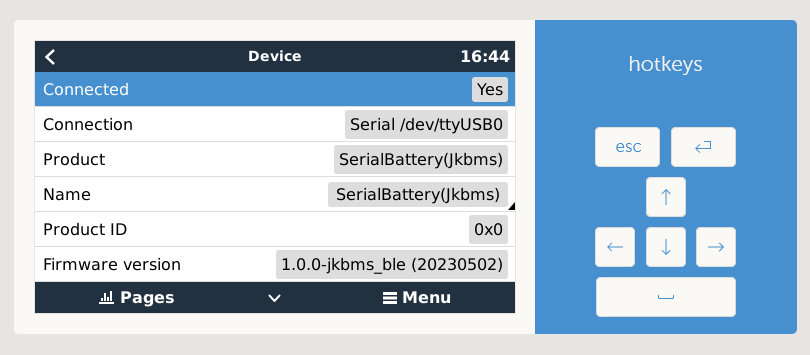 Device 16:44
Connected Yes
Connection Serial /dev/ttyUSB0
Product SerialBattery(Jkbms)
Name SerialBattery(Jkbms)
Product ID 0x0
Firmware version 1.0.0-jkbms_ble (20230502)
Pages Menu
hotkeys
esc